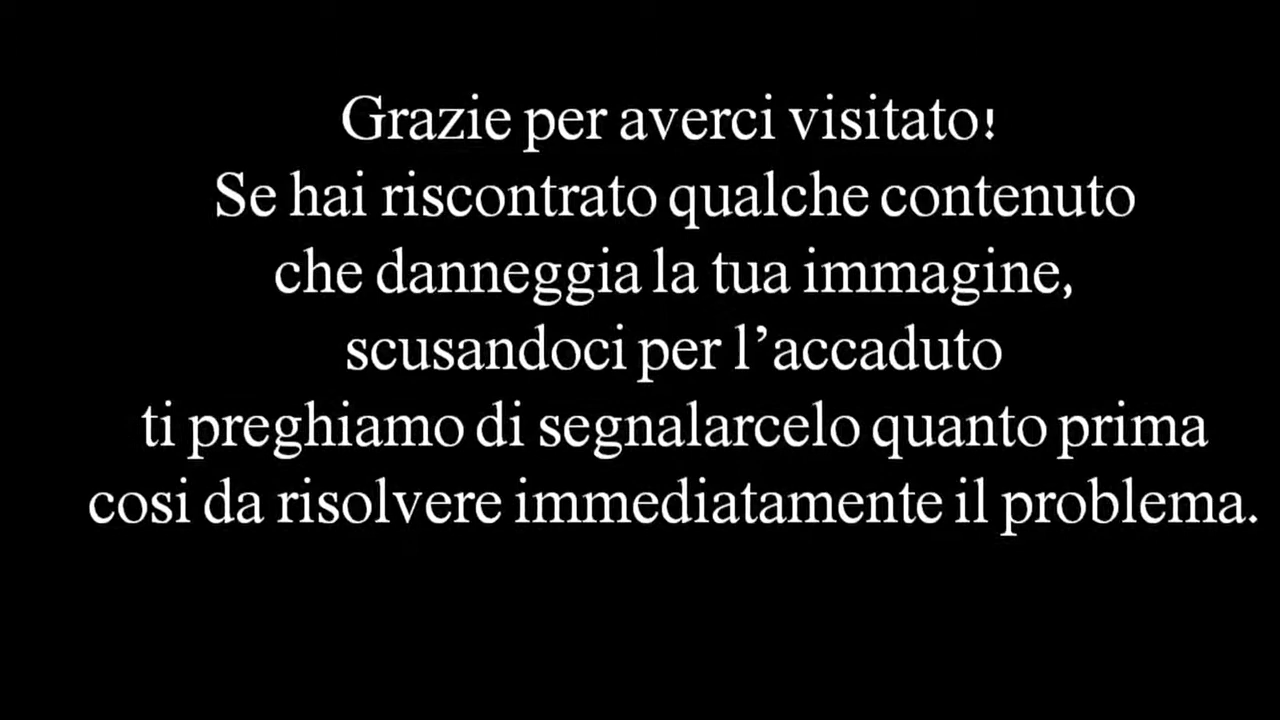 Grazie per averci visitato!
Se hai riscontrato qualche contenuto
che danneggia la tua immagine,
scusandoci per l’accaduto
ti preghiamo di segnalarcelo quanto prima
cosi da risolvere immediatamente il problema.